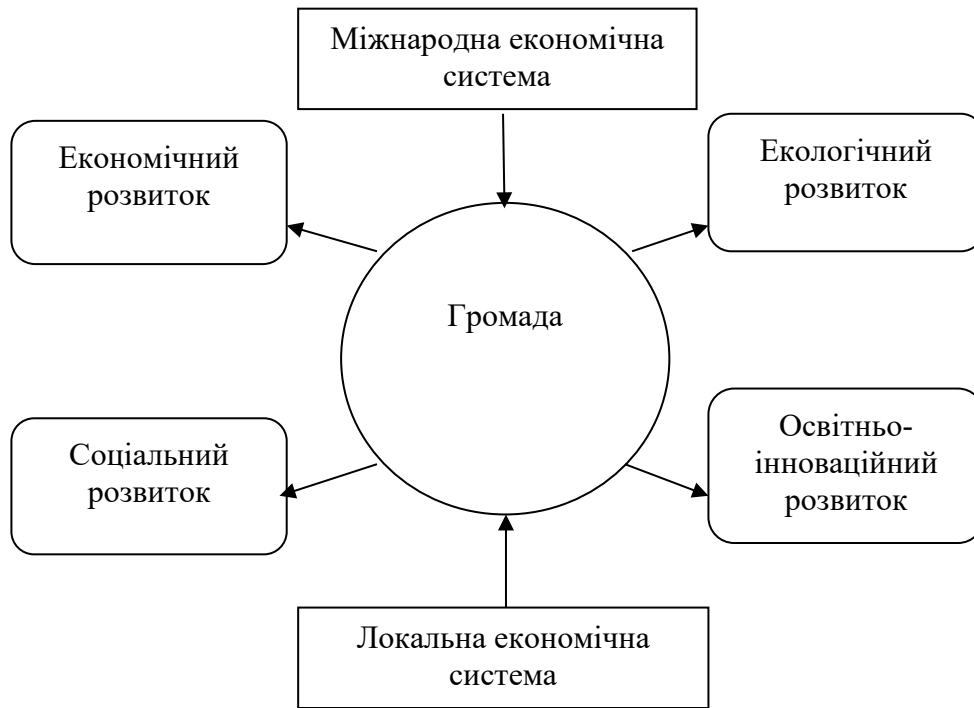 Міжнародна економічна
система
Економічний
розвиток
Екологічний
розвиток
Громада
Соціальний
розвиток
Освітньо-
інноваційний
розвиток
Локальна економічна
система